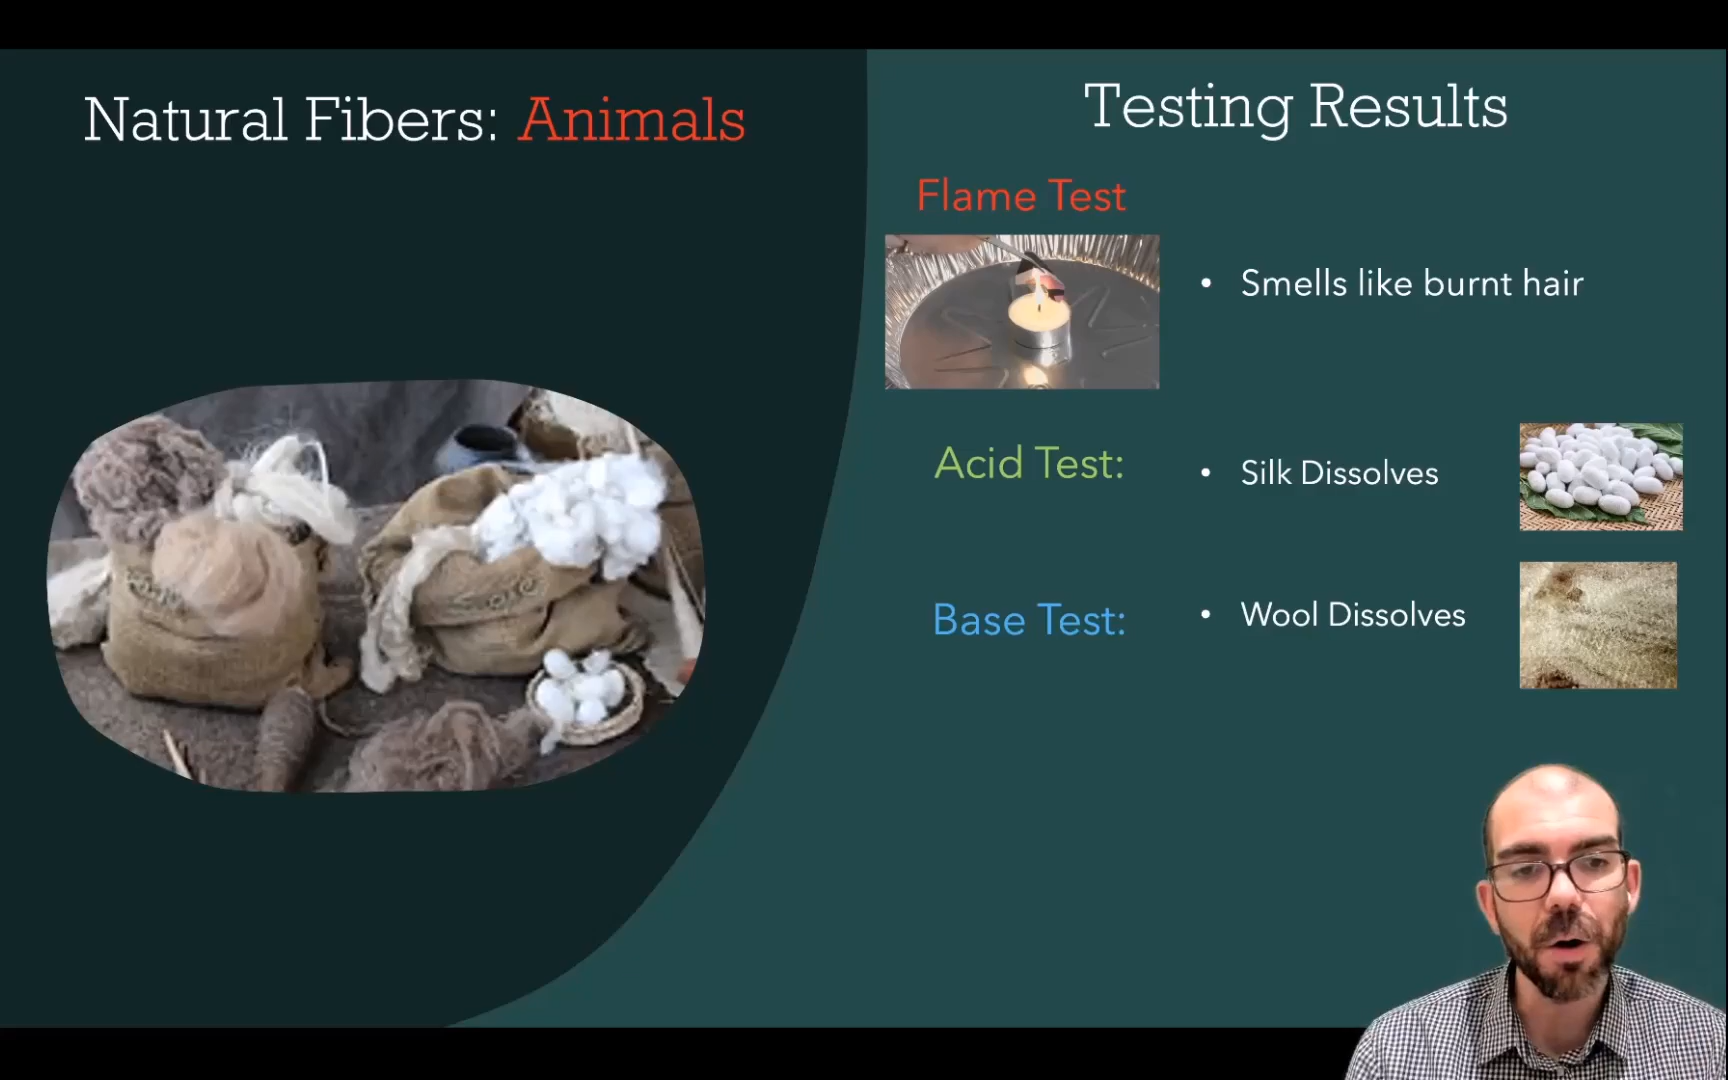 Natural Fibers: Animals
Testing Results
Flame Test
• Smells like burnt hair
Acid Test:
• Silk Dissolves
Base Test:
• Wool Dissolves